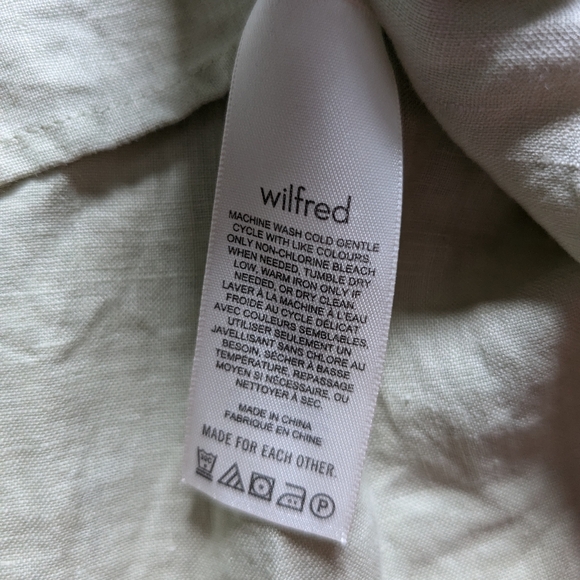 wilfred
MACHINE WASH COLD GENTLE
CYCLE WITH LIKE COLOURS,
ONLY NON-CHLORINE BLEACH
WHEN NEEDED, TUMBLE DRY
LOW, WARM IRON ONLY IF
NEEDED, OR DRY CLEAN.
LAVER À LA MACHINE À L'EAU
FROIDE AU CYCLE DÉLICAT
AVEC COULEURS SEMBLABLES,
UTILISER SEULEMENT UN
JAVELLISANT SANS CHLORE AU
BESOIN, SÉCHER À BASSE
TEMPÉRATURE, REPASSAGE
MOYEN SI NÉCESSAIRE, OU
NETTOYER À SEC.
MADE IN CHINA
FABRIQUÉ EN CHINE
MADE FOR EACH OTHER.
P